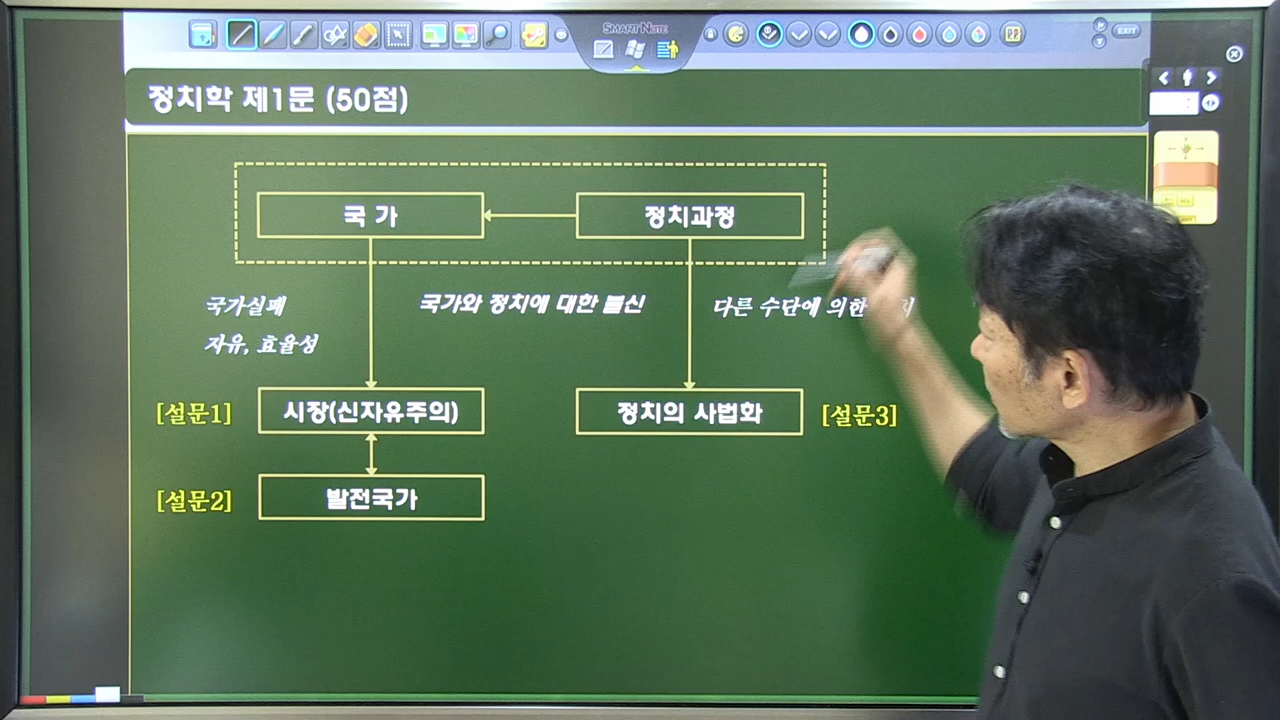 SMARTNOTE
EXIT
정치학 제1문 (50점)
국 가
정치과정
국가실패
국가와 정치에 대한 불신
다른 수단에 의한
자유, 효율성
[설문1]
시장(신자유주의)
정치의 사법화
[설문3]
[설문2]
발전국가